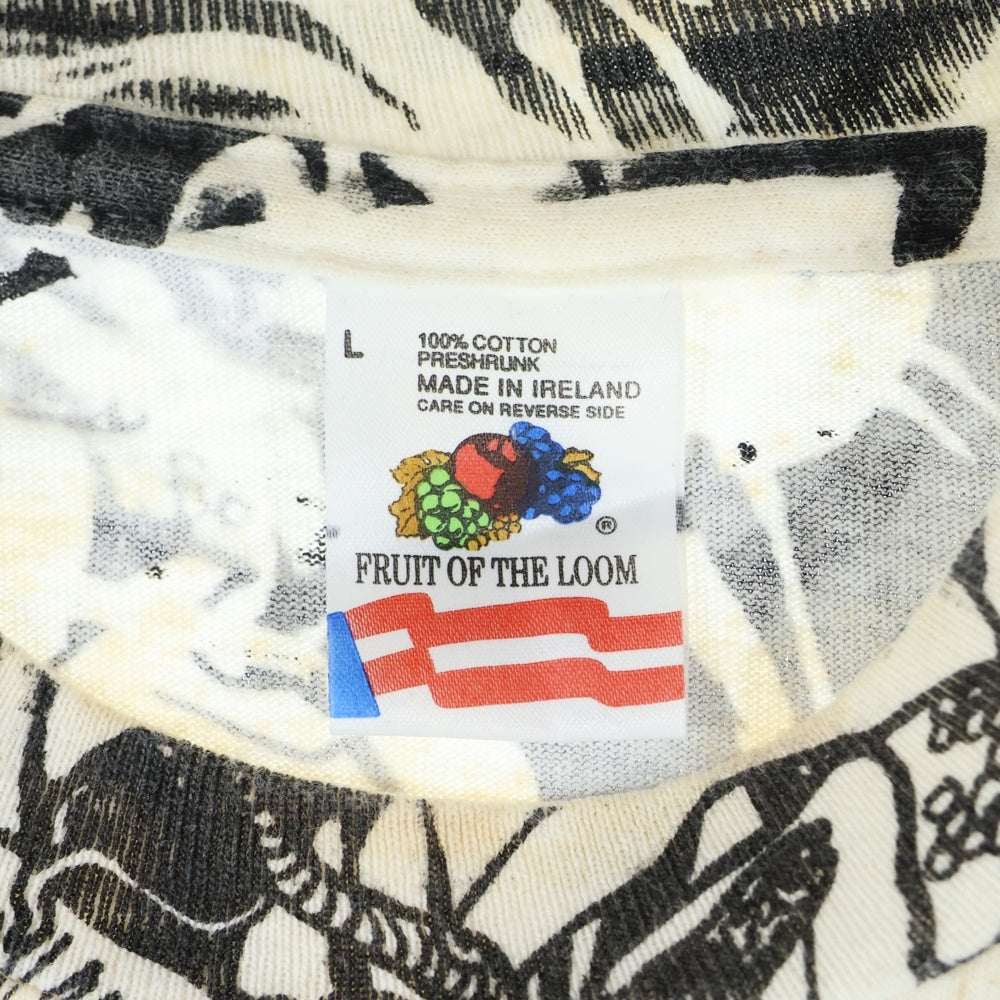 L
100% COTTON
PRESHRUNK
MADE IN IRELAND
CARE ON REVERSE SIDE
®
FRUIT OF THE LOOM